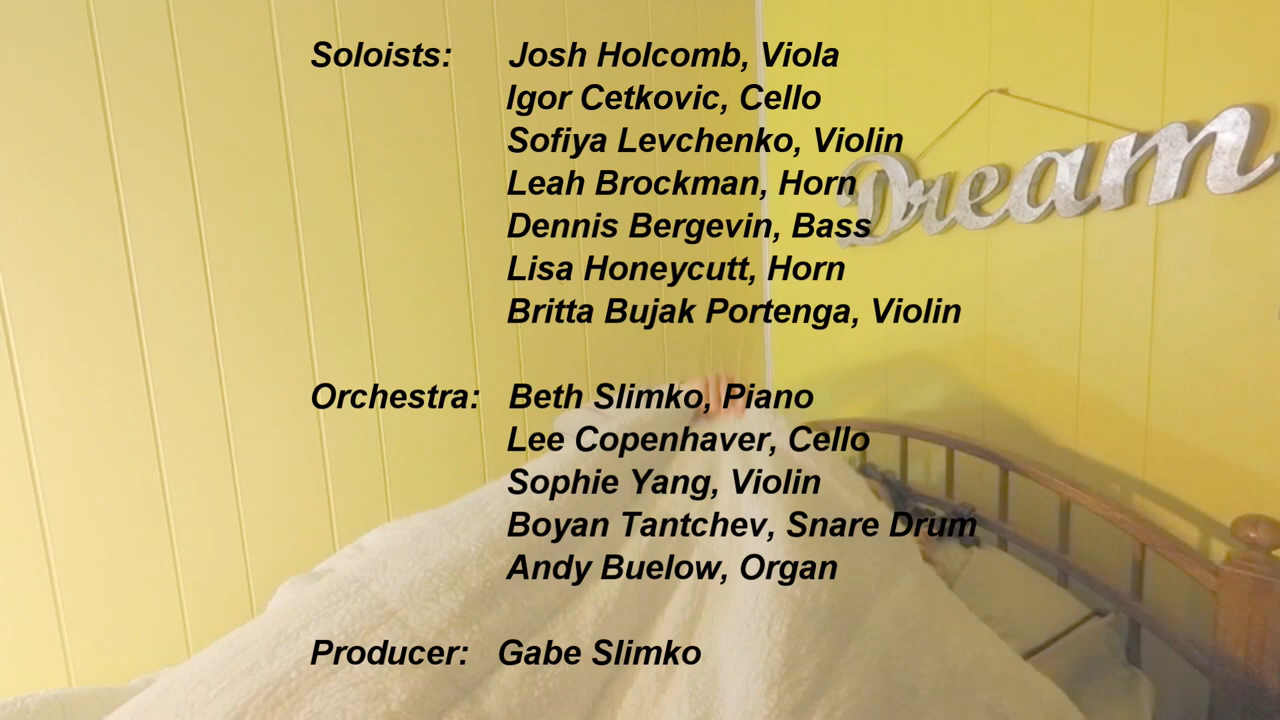 Soloists: Josh Holcomb, Viola
Igor Cetkovic, Cello
Sofiya Levchenko, Violin
Leah Brockman, Horn
Dennis Bergevin, Bass
Lisa Honeycutt, Horn
Britta Bujak Portenga, Violin
Dream
Orchestra: Beth Slimko, Piano
Lee Copenhaver, Cello
Sophie Yang, Violin
Boyan Tantchev, Snare Drum
Andy Buelow, Organ
Producer: Gabe Slimko